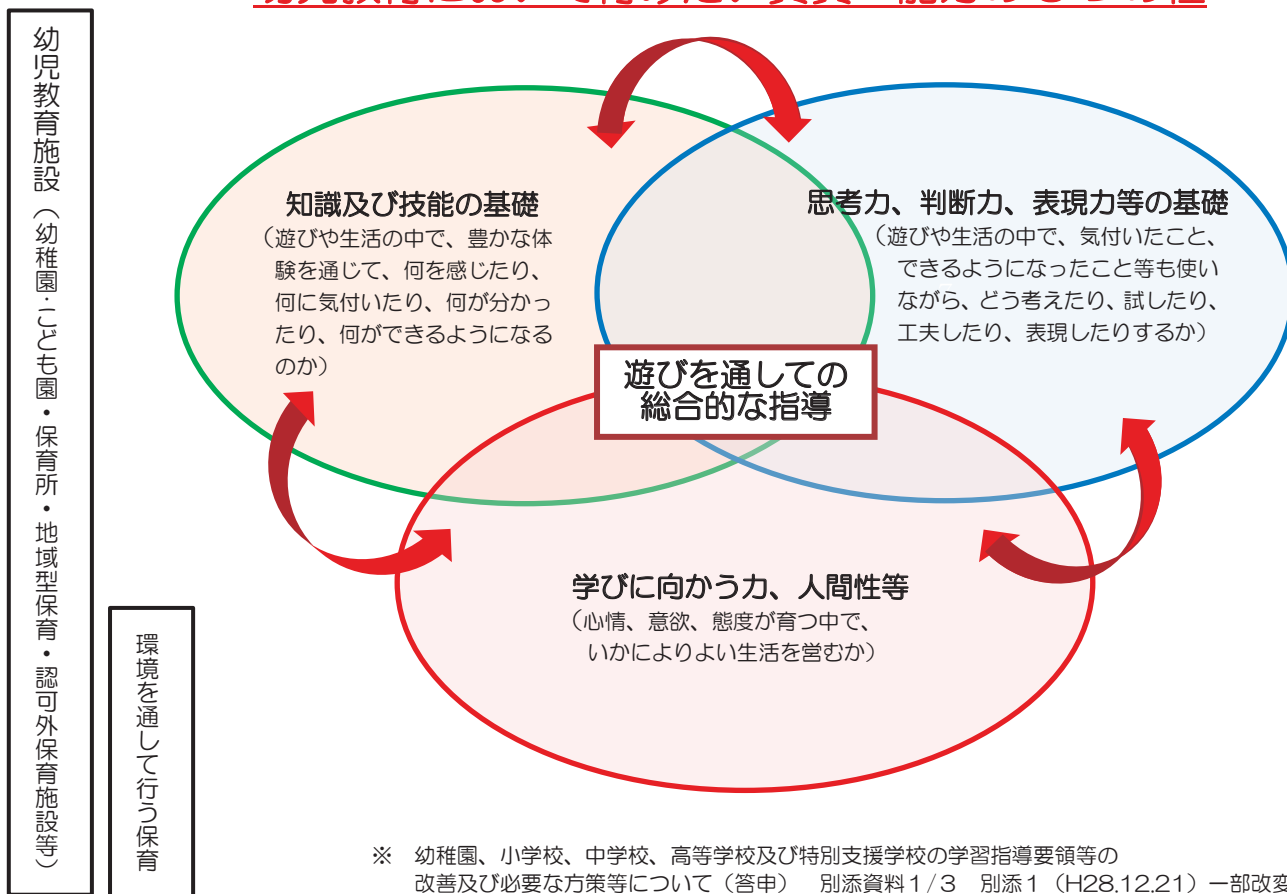 幼児教育施設（幼稚園・こども園・保育所・地域型保育・認可外保育施設等）
環境を通して行う保育
知識及び技能の基礎
（遊びや生活の中で、豊かな体
験を通じて、何を感じたり、
何に気付いたり、何が分かっ
たり、何ができるようになる
のか）
思考力、判断力、表現力等の基礎
（遊びや生活の中で、気付いたこと、
できるようになったこと等も使い
ながら、どう考えたり、試したり、
工夫したり、表現したりするか）
遊びを通しての
総合的な指導
学びに向かう力、人間性等
（心情、意欲、態度が育つ中で、
いかによりよい生活を営むか）
※　幼稚園、小学校、中学校、高等学校及び特別支援学校の学習指導要領等の
改善及び必要な方策等について（答申）　別添資料１/３　別添１（H28.12.21）一部改